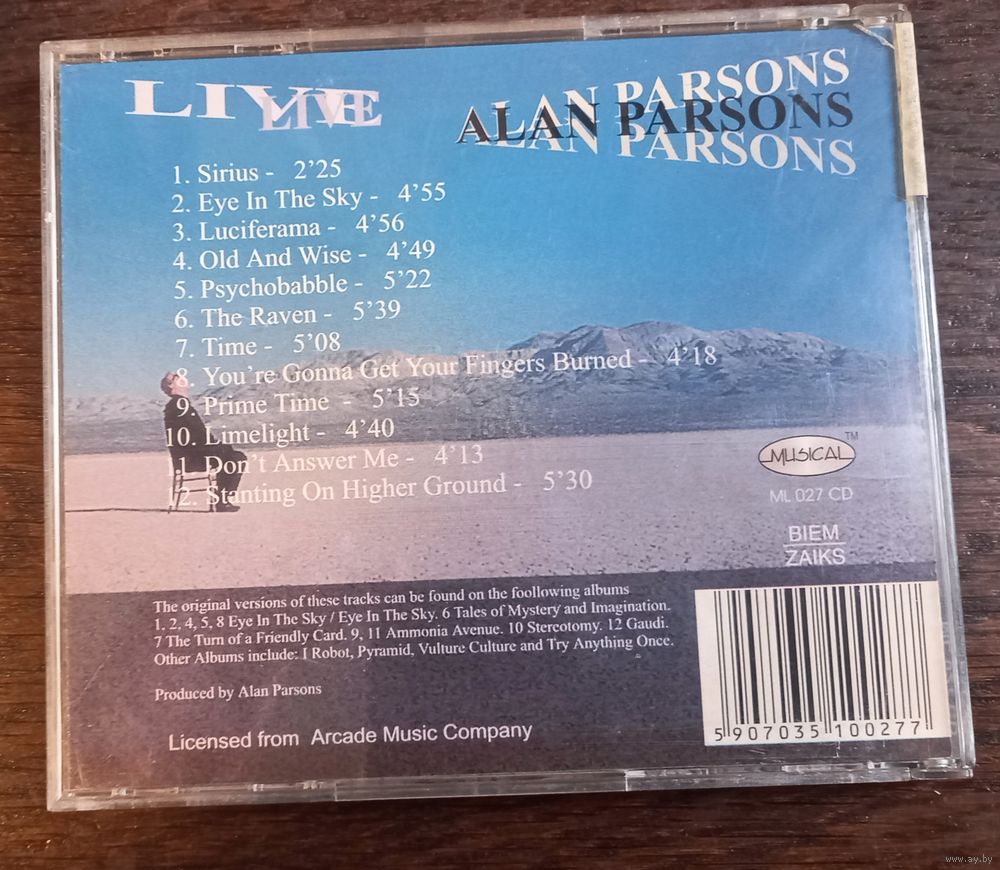 LIVE
LIVE
ALAN PARSONS
ALAN PARSONS
ALAN PARSONS
1. Sirius - 2'25
2. Eye In The Sky - 4'55
3. Luciferama - 4'56
4. Old And Wise - 4'49
5. Psychobabble - 5'22
6. The Raven - 5'39
7. Time - 5'08
8. You're Gonna Get Your Fingers Burned - 4'18
9. Prime Time - 5'15
10. Limelight - 4'40
11. Don't Answer Me - 4'13
12. Stanting On Higher Ground - 5'30
MUSICAL TM
ML 027 CD
BIEM
ZAIKS
The original versions of these tracks can be found on the foollowing albums
1, 2, 4, 5, 8 Eye In The Sky / Eye In The Sky. 6 Tales of Mystery and Imagination.
7 The Turn of a Friendly Card. 9, 11 Ammonia Avenue. 10 Stereotomy. 12 Gaudi.
Other Albums include: I Robot, Pyramid, Vulture Culture and Try Anything Once.
Produced by Alan Parsons
Licensed from Arcade Music Company
5 907035 100277
www.ay.by